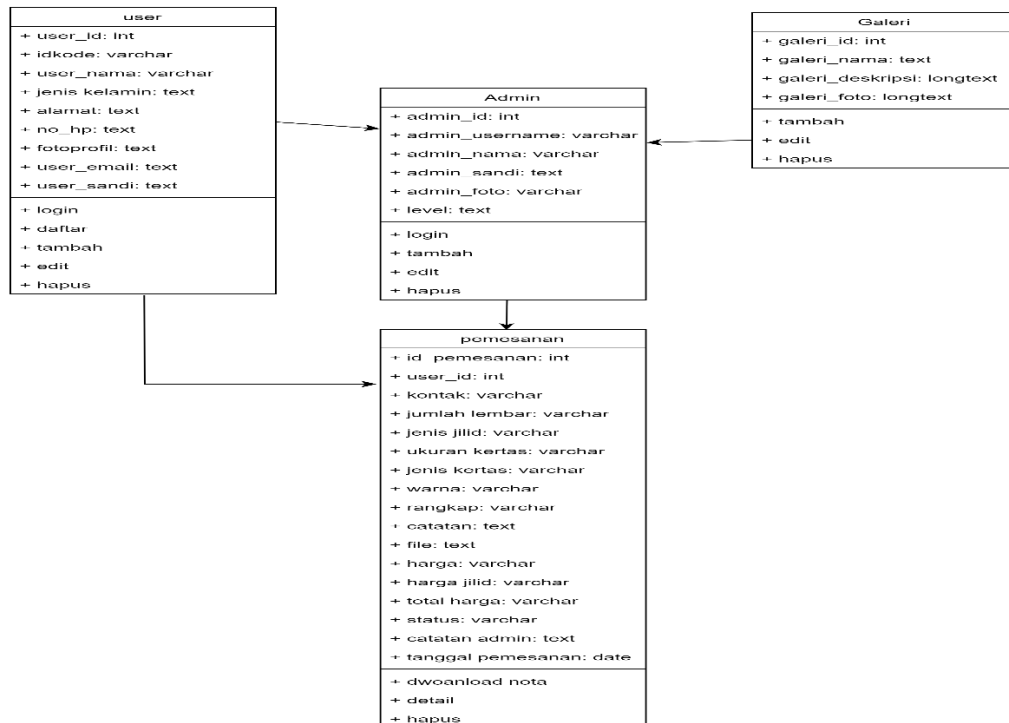 user
+ user_id: int
+ idkode: varchar
+ user_nama: varchar
+ jenis kelamin: text
+ alamat: text
+ no_hp: text
+ fotoprofil: text
+ user_email: text
+ user_sandi: text
+ login
+ daftar
+ tambah
+ edit
+ hapus
Admin
+ admin_id: int
+ admin_username: varchar
+ admin_nama: varchar
+ admin_sandi: text
+ admin_foto: varchar
+ level: text
+ login
+ tambah
+ edit
+ hapus
Galeri
+ galeri_id: int
+ galeri_nama: text
+ galeri_deskripsi: longtext
+ galeri_foto: longtext
+ tambah
+ edit
+ hapus
pemesanan
+ id_pemesanan: int
+ user_id: int
+ kontak: varchar
+ jumlah lembar: varchar
+ jenis jilid: varchar
+ ukuran kertas: varchar
+ jenis kertas: varchar
+ warna: varchar
+ rangkap: varchar
+ catatan: text
+ file: text
+ harga: varchar
+ harga jilid: varchar
+ total harga: varchar
+ status: varchar
+ catatan admin: text
+ tanggal pemesanan: date
+ dwoanload nota
+ detail
+ hapus